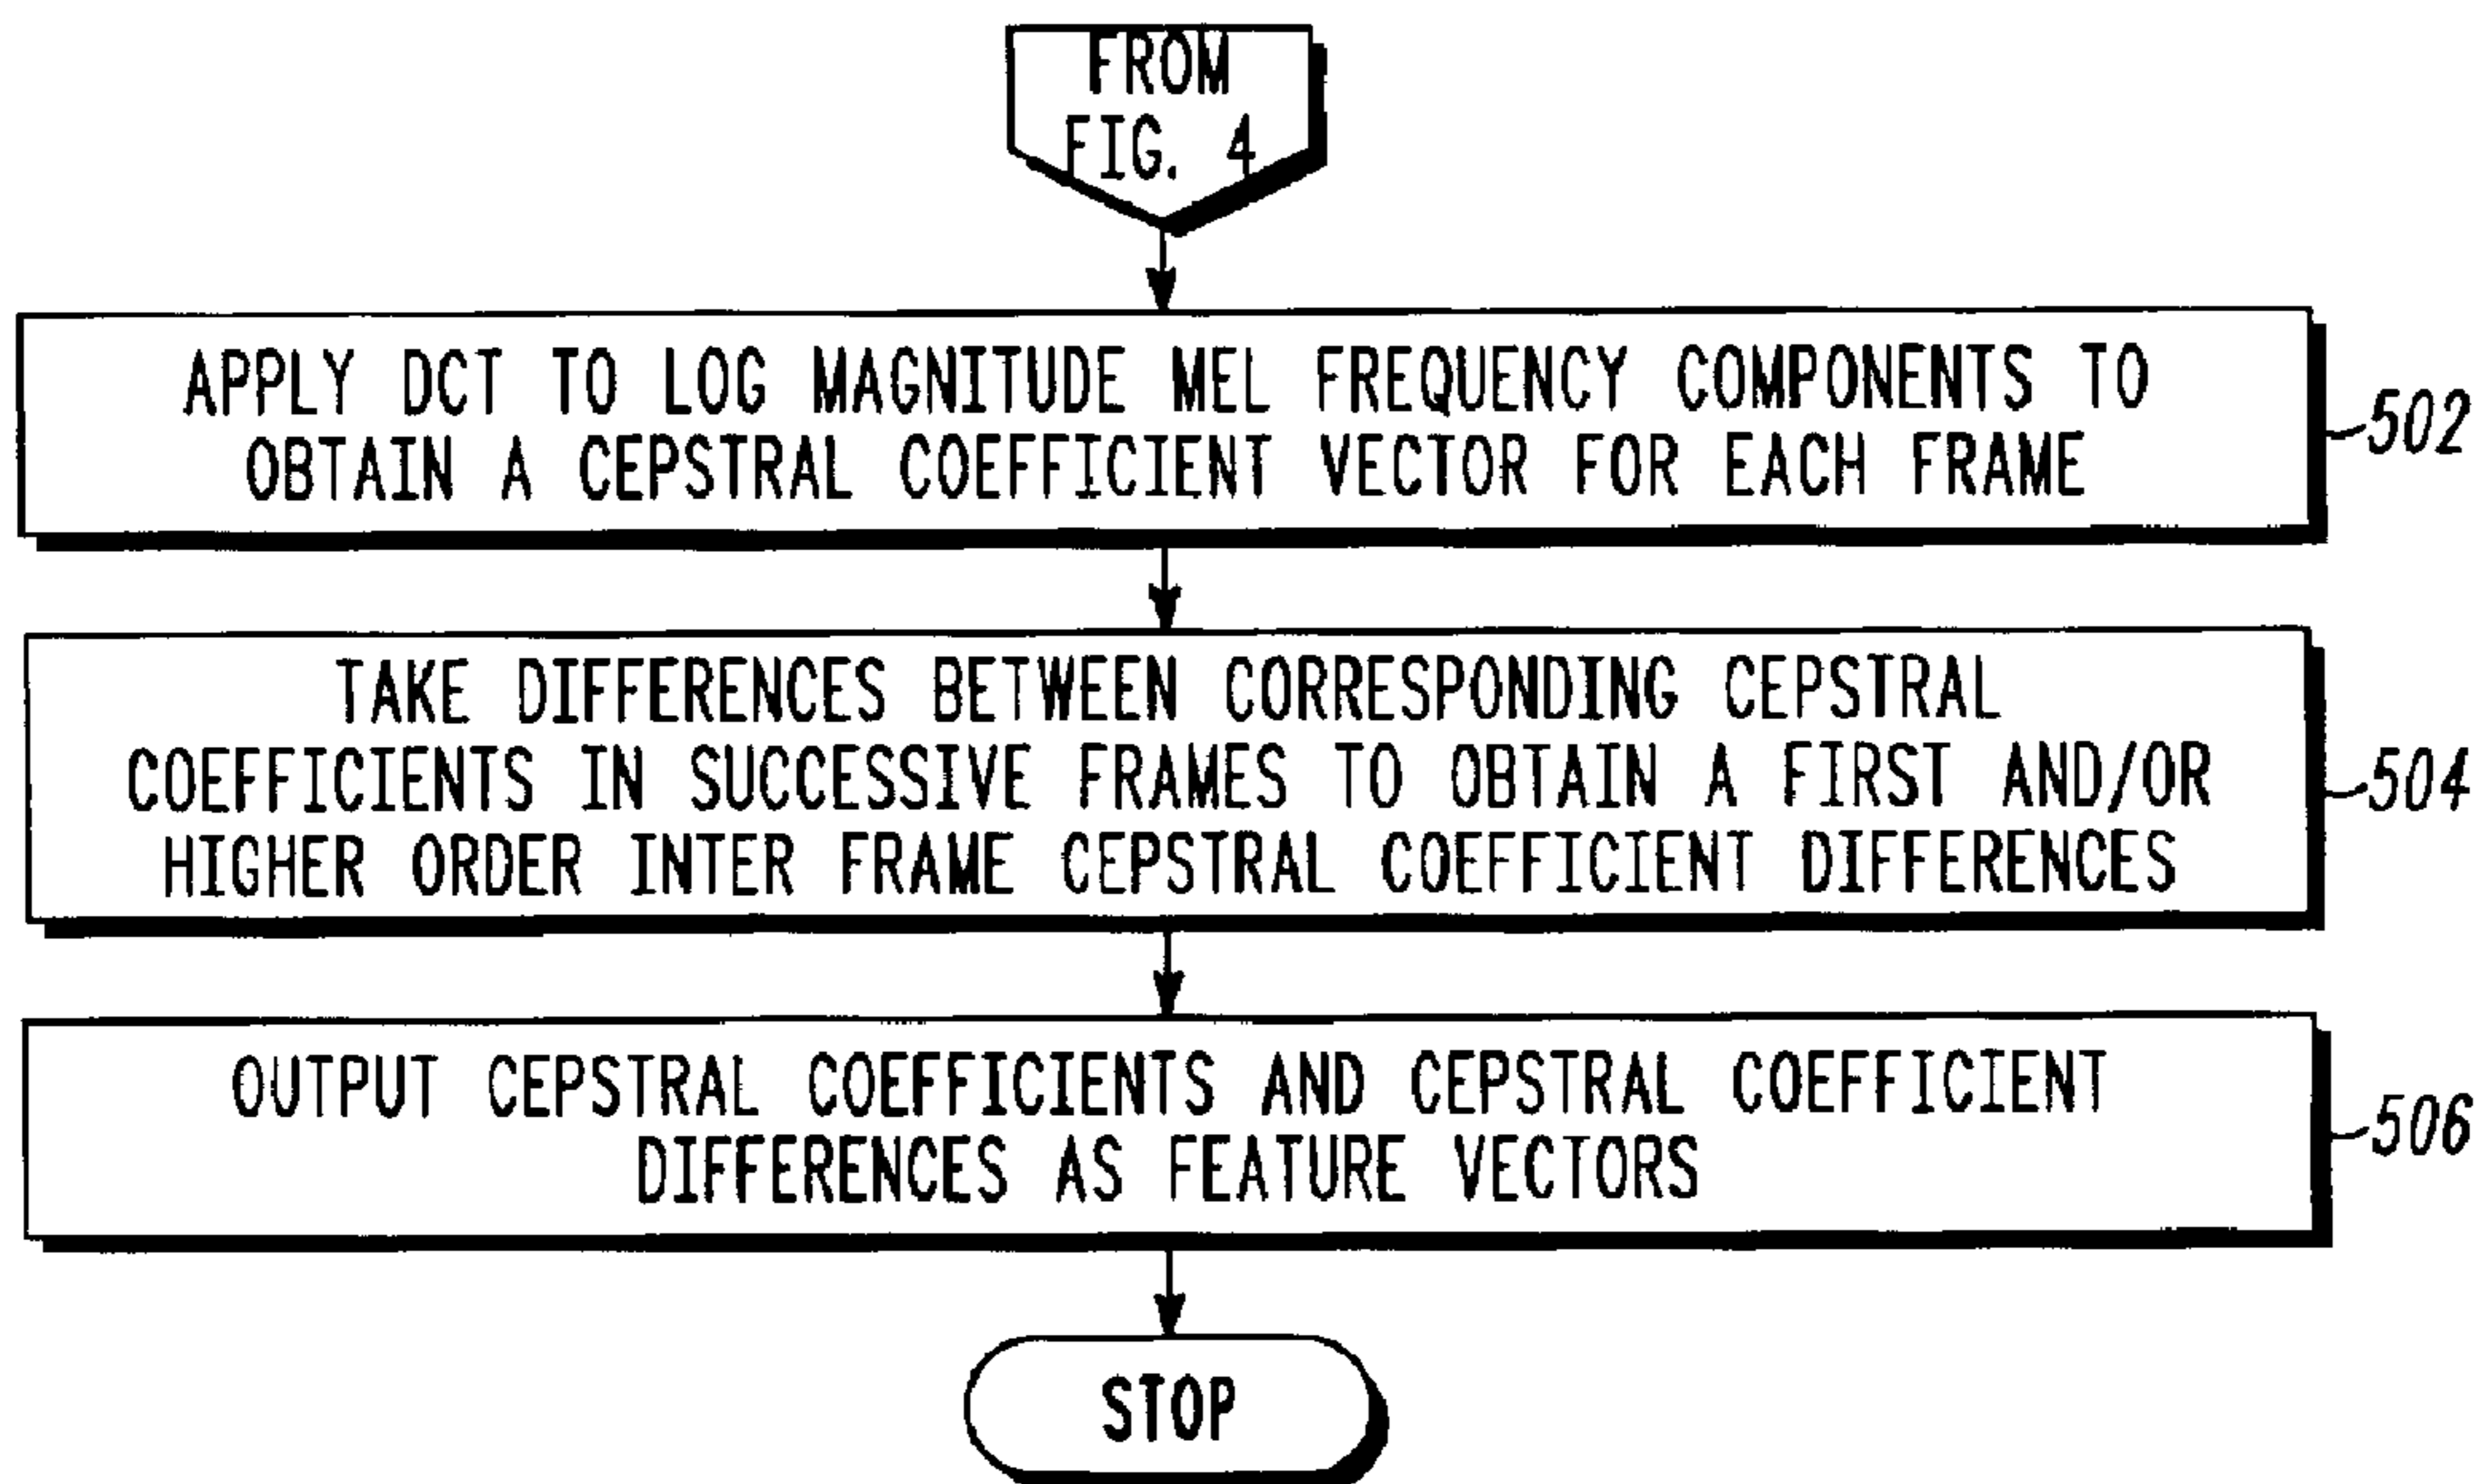 FROM
FIG. 4
APPLY DCT TO LOG MAGNITUDE MEL FREQUENCY COMPONENTS TO
OBTAIN A CEPSTRAL COEFFICIENT VECTOR FOR EACH FRAME
502
TAKE DIFFERENCES BETWEEN CORRESPONDING CEPSTRAL
COEFFICIENTS IN SUCCESSIVE FRAMES TO OBTAIN A FIRST AND/OR
HIGHER ORDER INTER FRAME CEPSTRAL COEFFICIENT DIFFERENCES
504
OUTPUT CEPSTRAL COEFFICIENTS AND CEPSTRAL COEFFICIENT
DIFFERENCES AS FEATURE VECTORS
506
STOP